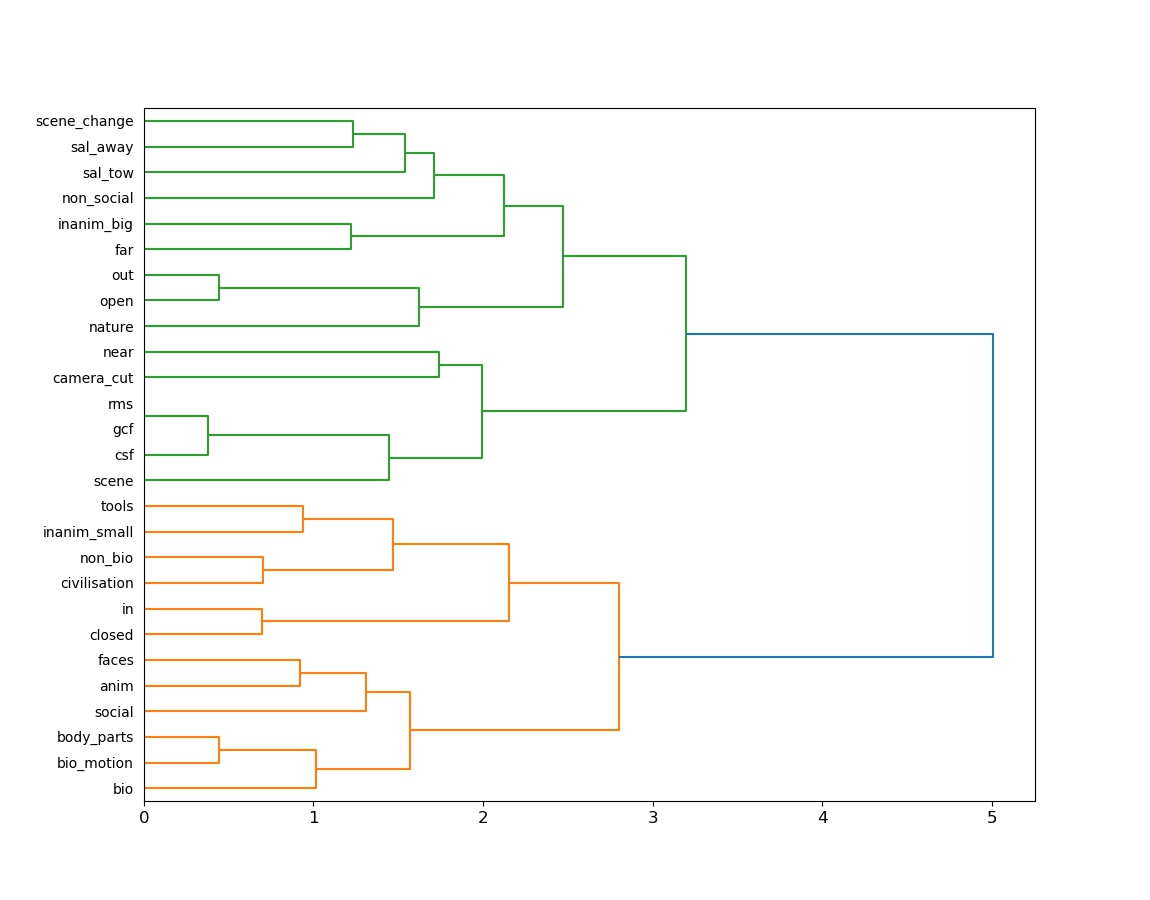 scene_change
sal_away
sal_tow
non_social
inanim_big
far
out
open
nature
near
camera_cut
rms
gcf
csf
scene
tools
inanim_small
non_bio
civilisation
in
closed
faces
anim
social
body_parts
bio_motion
bio
0 1 2 3 4 5